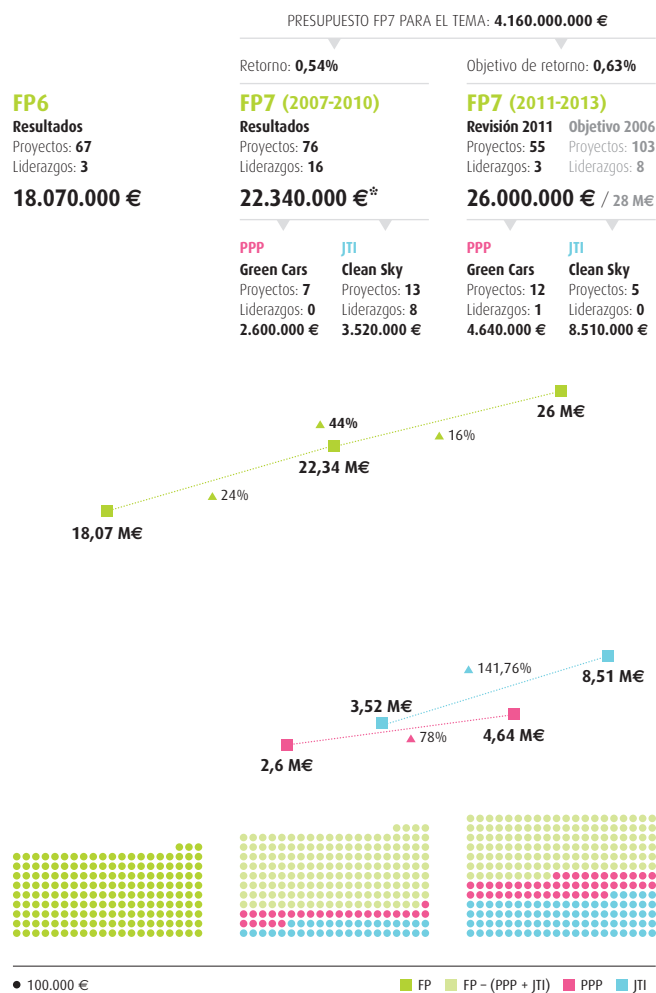 PRESUPUESTO FP7 PARA EL TEMA: 4.160.000.000 €
Retorno: 0,54%
Objetivo de retorno: 0,63%
FP6
Resultados
Proyectos: 67
Liderazgos: 3
18.070.000 €
FP7 (2007-2010)
Resultados
Proyectos: 76
Liderazgos: 16
22.340.000 €*
FP7 (2011-2013)
Revisión 2011 Objetivo 2006
Proyectos: 55 Proyectos: 103
Liderazgos: 3 Liderazgos: 8
26.000.000 € / 28 M€
PPP
Green Cars
Proyectos: 7
Liderazgos: 0
2.600.000 €
JTI
Clean Sky
Proyectos: 13
Liderazgos: 8
3.520.000 €
PPP
Green Cars
Proyectos: 12
Liderazgos: 1
4.640.000 €
JTI
Clean Sky
Proyectos: 5
Liderazgos: 0
8.510.000 €
26 M€
44%
16%
22,34 M€
24%
18,07 M€
141,76%
8,51 M€
3,52 M€
78%
4,64 M€
2,6 M€
100.000 €
FP
FP – (PPP + JTI)
PPP
JTI